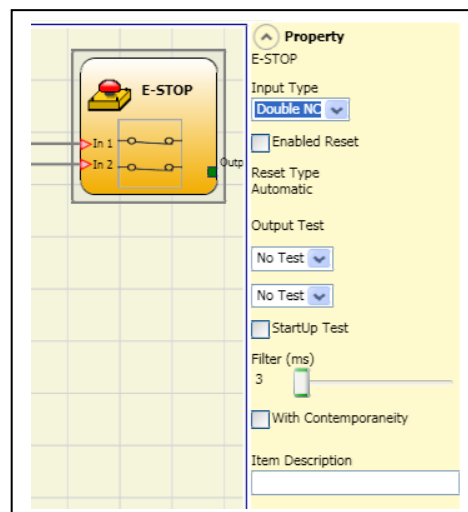 E-STOP
In 1
In 2
Outp
Property
E-STOP
Input Type
Double NC
Enabled Reset
Reset Type
Automatic
Output Test
No Test
No Test
StartUp Test
Filter (ms)
3
With Contemporaneity
Item Description